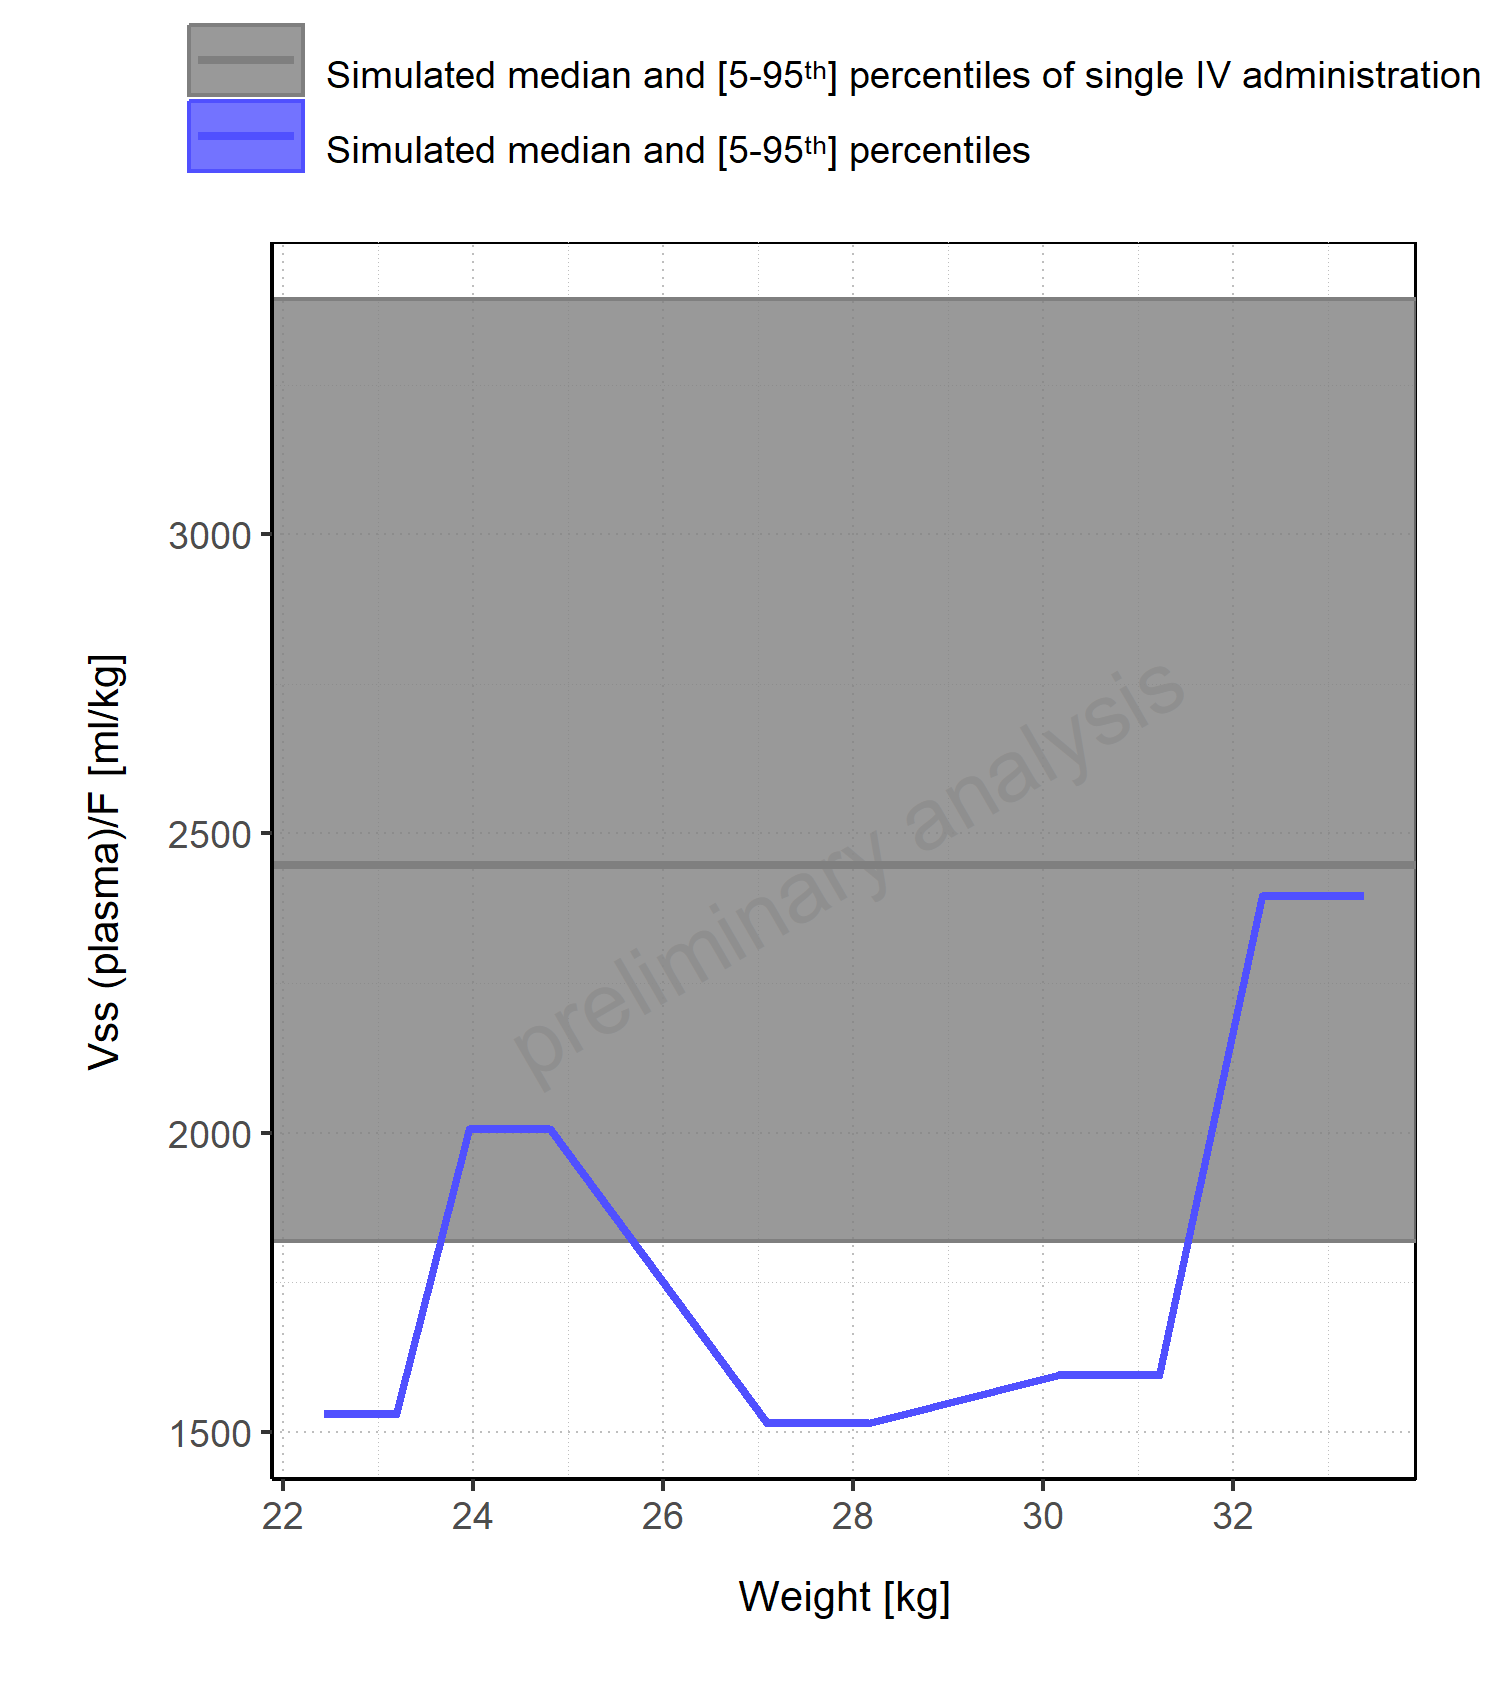 Simulated median and [5-95th] percentiles of single IV administration
Simulated median and [5-95th] percentiles
Vss (plasma)/F [ml/kg]
3000
2500
2000
1500
preliminary analysis
22 24 26 28 30 32
Weight [kg]